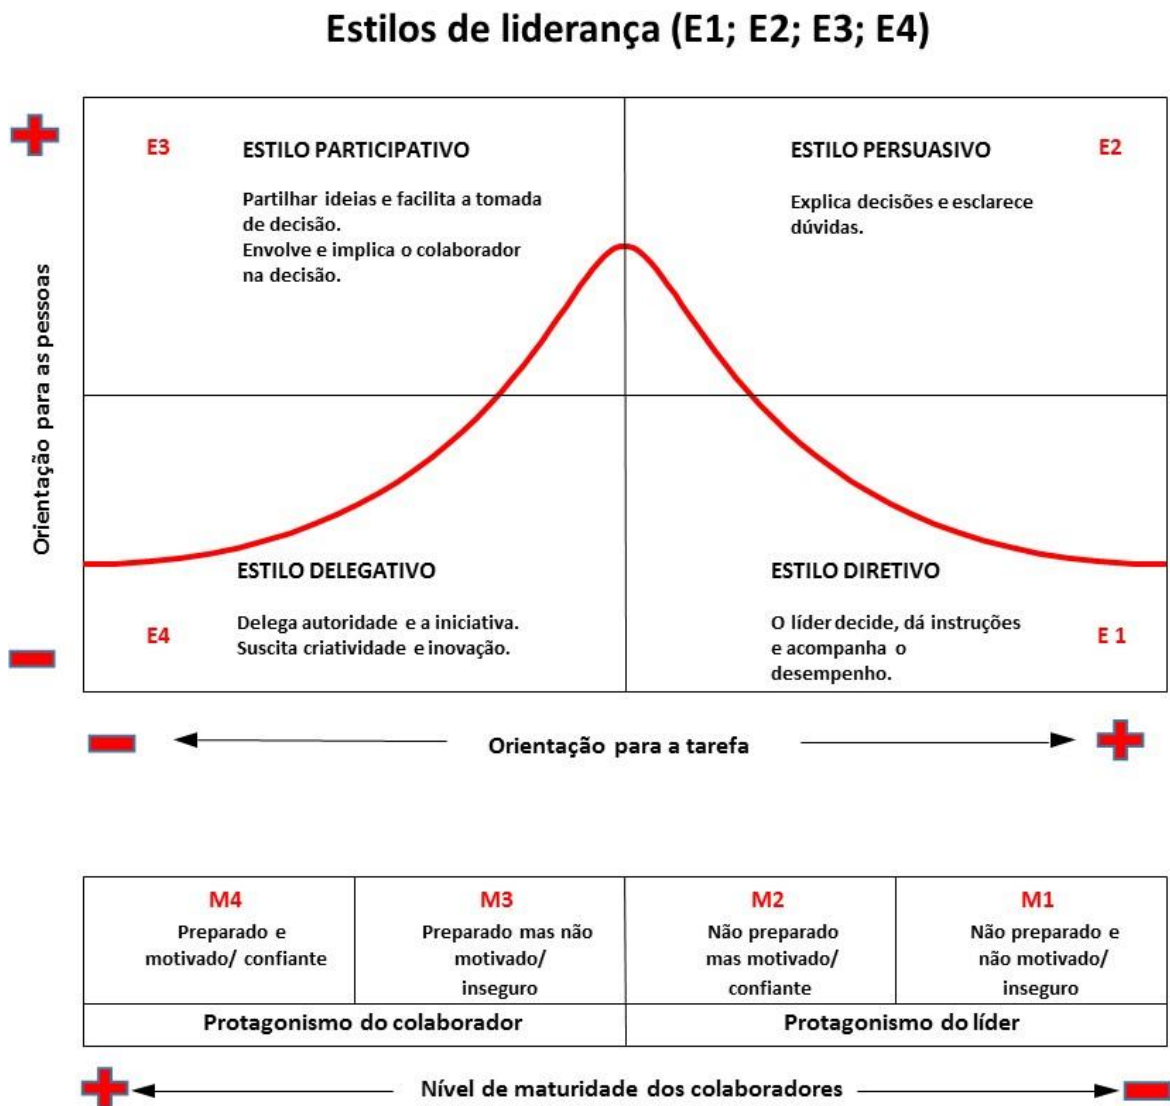 Estilos de liderança (E1; E2; E3; E4)
E3
ESTILO PARTICIPATIVO
Partilhar ideias e facilita a tomada
de decisão.
Envolve e implica o colaborador
na decisão.
ESTILO PERSUASIVO
E2
Explica decisões e esclarece
dúvidas.
Orientação para as pessoas
ESTILO DELEGATIVO
E4
Delega autoridade e a iniciativa.
Suscita criatividade e inovação.
ESTILO DIRETIVO
O líder decide, dá instruções
e acompanha o
desempenho.
E 1
Orientação para a tarefa
M4
Preparado e
motivado/ confiante
M3
Preparado mas não
motivado/
inseguro
M2
Não preparado
mas motivado/
confiante
M1
Não preparado e
não motivado/
inseguro
Protagonismo do colaborador
Protagonismo do líder
Nível de maturidade dos colaboradores